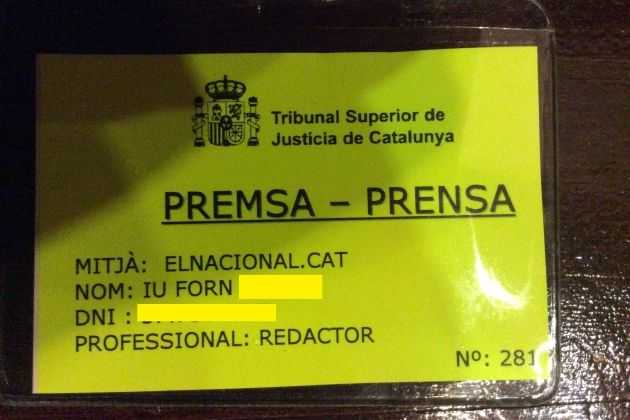 Tribunal Superior de
Justícia de Catalunya
PREMSA – PRENSA
MITJÀ: ELNACIONAL.CAT
NOM: IU FORN
DNI :
PROFESSIONAL: REDACTOR
Nº: 281